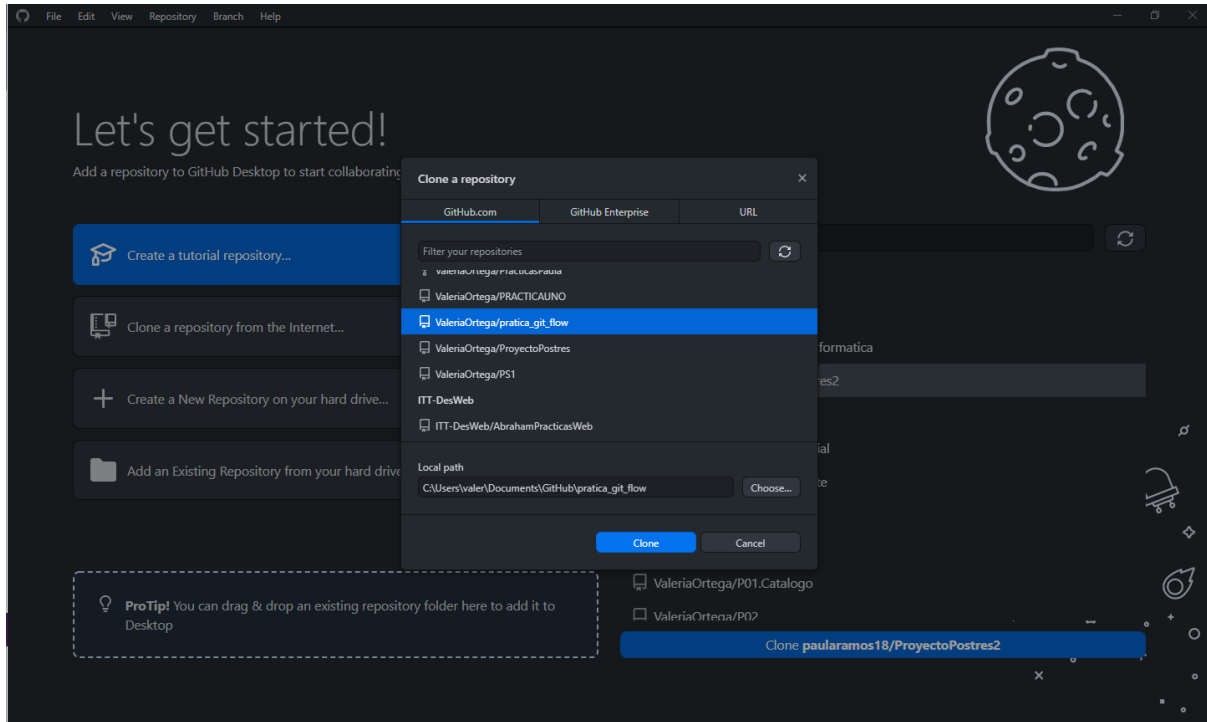 File Edit View Repository Branch Help
Let's get started!
Add a repository to GitHub Desktop to start collaborating
Create a tutorial repository...
Clone a repository from the Internet...
Create a New Repository on your hard drive...
Add an Existing Repository from your hard drive
ProTip! You can drag & drop an existing repository folder here to add it to
Desktop
Clone a repository
GitHub.com GitHub Enterprise URL
Filter your repositories
ValeriaOrtega/PracticasPaula
ValeriaOrtega/PRACTICAUNO
ValeriaOrtega/pratica_git_flow
ValeriaOrtega/ProyectoPostres
ValeriaOrtega/PS1
ITT-DesWeb
ITT-DesWeb/AbrahamPracticasWeb
Local path
C:\Users\valer\Documents\GitHub\pratica_git_flow Choose...
Clone Cancel
formatica
res2
ial
te
ValeriaOrtega/P01.Catalogo
ValeriaOrtega/P02
Clone paularamos18/ProyectoPostres2